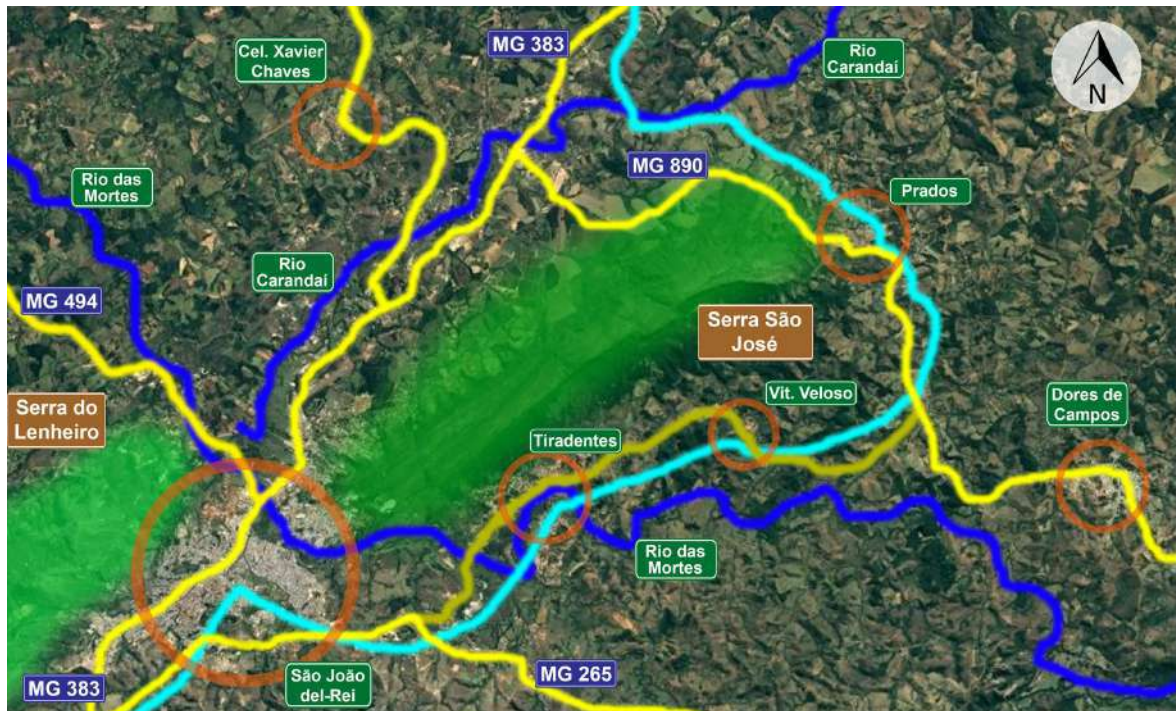 Cel. Xavier
Chaves
MG 383
Rio
Carandaí
N
Rio das
Mortes
MG 890
Prados
Rio
Carandaí
MG 494
Serra São
José
Serra do
Lenheiro
Vit. Veloso
Dores de
Campos
Tiradentes
Rio das
Mortes
MG 383
São João
del-Rei
MG 265